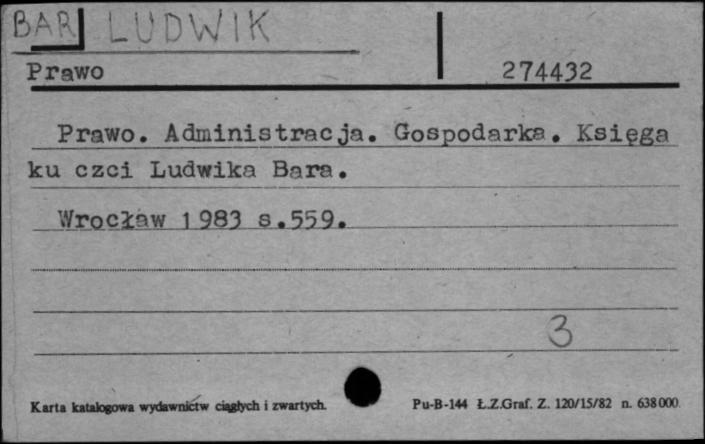 BAR LUDWIK
Prawo 274432
Prawo. Administracja. Gospodarka. Księga
ku czci Ludwika Bara.
Wrocław 1983 s.559.
3
Karta katalogowa wydawnictw ciągłych i zwartych. Pu-B-144 Ł.Z.Graf. Z. 120/15/82 n. 638000